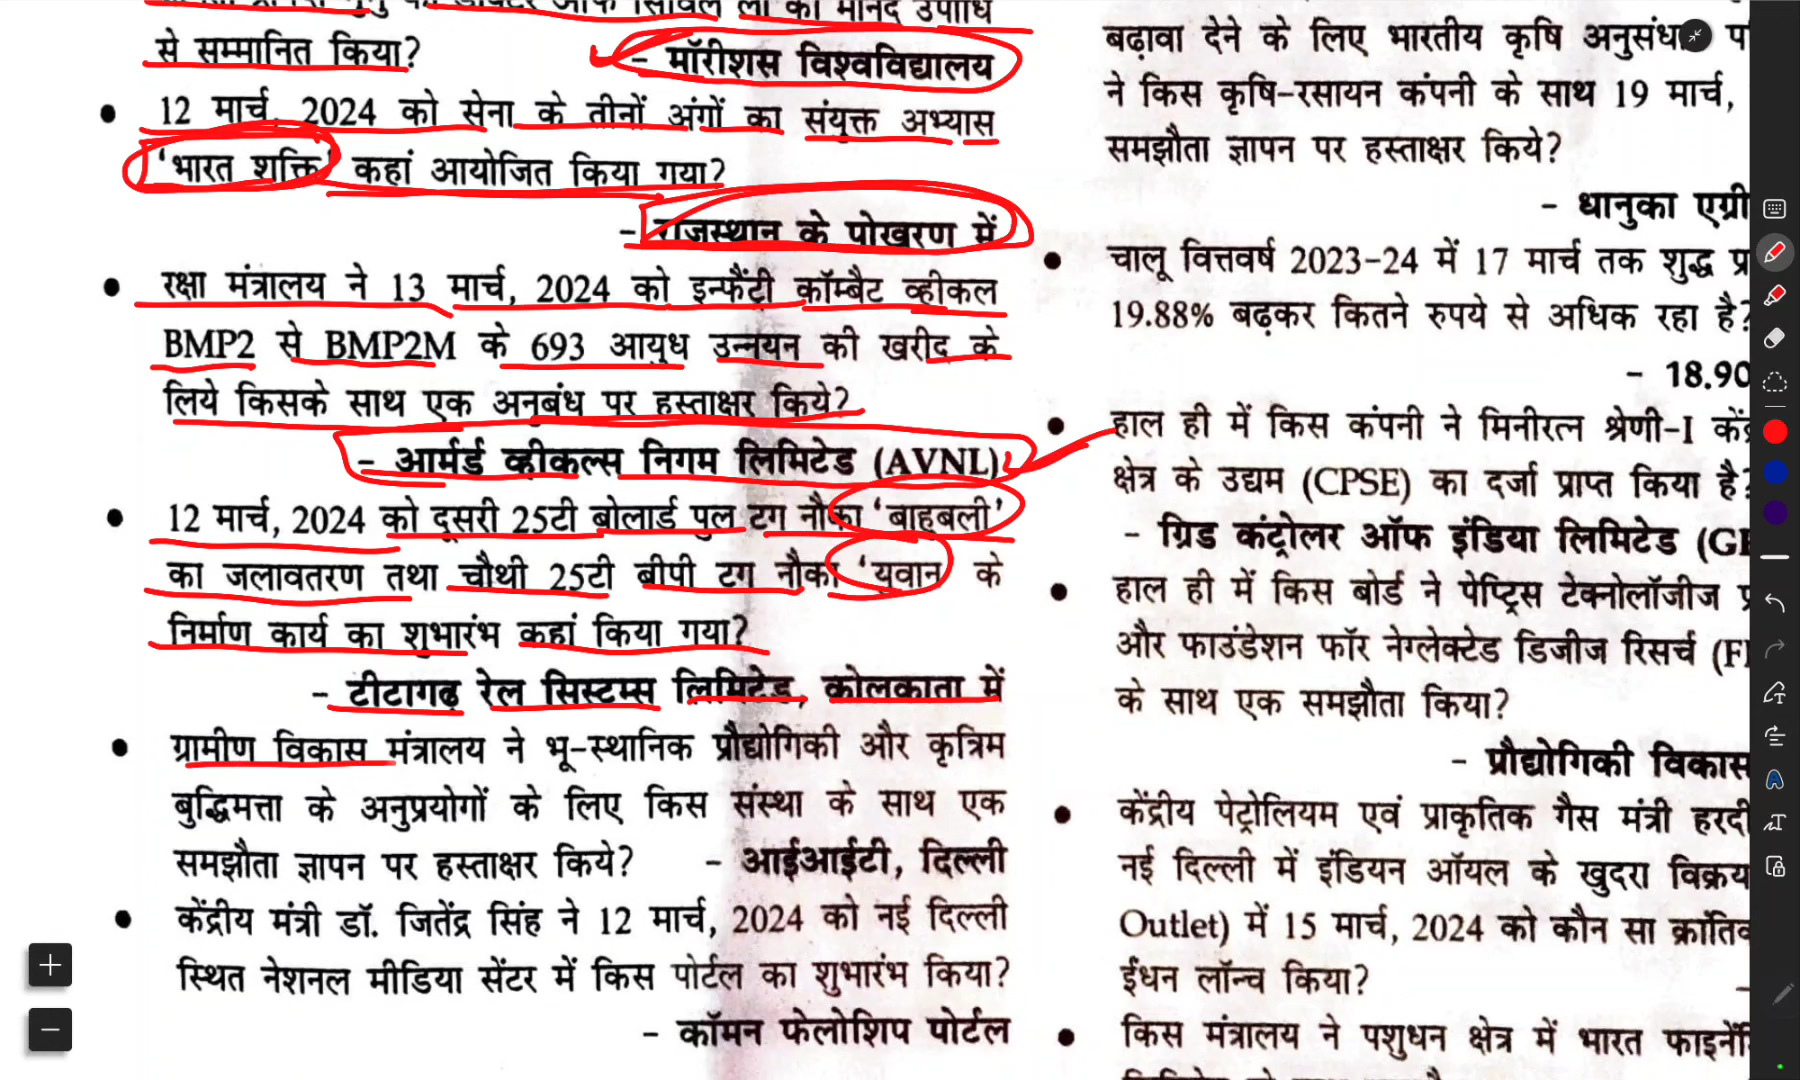 से सम्मानित किया? - मॉरीशस विश्वविद्यालय
• 12 मार्च, 2024 को सेना के तीनों अंगों का संयुक्त अभ्यास
'भारत शक्ति' कहां आयोजित किया गया?
- राजस्थान के पोखरण में
• रक्षा मंत्रालय ने 13 मार्च, 2024 को इन्फैंट्री कॉम्बैट व्हीकल
BMP2 से BMP2M के 693 आयुध उन्नयन की खरीद के
लिये किसके साथ एक अनुबंध पर हस्ताक्षर किये?
- आर्मर्ड व्हीकल्स निगम लिमिटेड (AVNL)
• 12 मार्च, 2024 को दूसरी 25टी बोलार्ड पुल टग नौका 'बाहुबली'
का जलावतरण तथा चौथी 25टी बीपी टग नौका 'युवान' के
निर्माण कार्य का शुभारंभ कहां किया गया?
- टीटागढ़ रेल सिस्टम्स लिमिटेड, कोलकाता में
• ग्रामीण विकास मंत्रालय ने भू-स्थानिक प्रौद्योगिकी और कृत्रिम
बुद्धिमत्ता के अनुप्रयोगों के लिए किस संस्था के साथ एक
समझौता ज्ञापन पर हस्ताक्षर किये? - आईआईटी, दिल्ली
• केंद्रीय मंत्री डॉ. जितेंद्र सिंह ने 12 मार्च, 2024 को नई दिल्ली
स्थित नेशनल मीडिया सेंटर में किस पोर्टल का शुभारंभ किया?
- कॉमन फेलोशिप पोर्टल
बढ़ावा देने के लिए भारतीय कृषि
ने किस कृषि-रसायन कंपनी के साथ 19 मार्च,
समझौता ज्ञापन पर हस्ताक्षर किये?
- धानुका एग्री
• चालू वित्तवर्ष 2023-24 में 17 मार्च तक शुद्ध प्र
19.88% बढ़कर कितने रुपये से अधिक रहा है?
- 18.90
• हाल ही में किस कंपनी ने मिनीरत्न श्रेणी-I
क्षेत्र के उद्यम (CPSE) का दर्जा प्राप्त किया है?
- ग्रिड कंट्रोलर ऑफ इंडिया लिमिटेड
• हाल ही में किस बोर्ड ने पेप्ट्रिस टेक्नोलॉजीज
और फाउंडेशन फॉर नेग्लेक्टेड डिजीज रिसर्च
के साथ एक समझौता किया?
- प्रौद्योगिकी विकास
• केंद्रीय पेट्रोलियम एवं प्राकृतिक गैस मंत्री हरदी
नई दिल्ली में इंडियन ऑयल के खुदरा विक्रय
Outlet) में 15 मार्च, 2024 को कौन सा
ईंधन लॉन्च किया?
• किस मंत्रालय ने पशुधन क्षेत्र में भारत